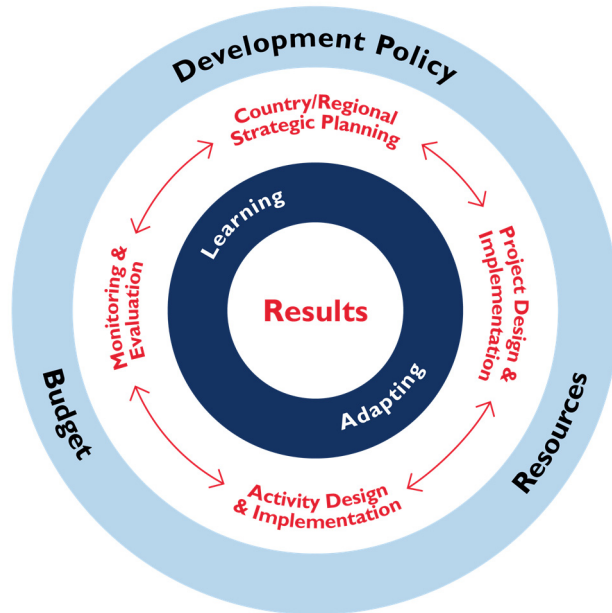 Development Policy
Country/Regional
Strategic Planning
Learning
Monitoring &
Evaluation
Results
Project Design &
Implementation
Adapting
Budget
Resources
Activity Design
& Implementation